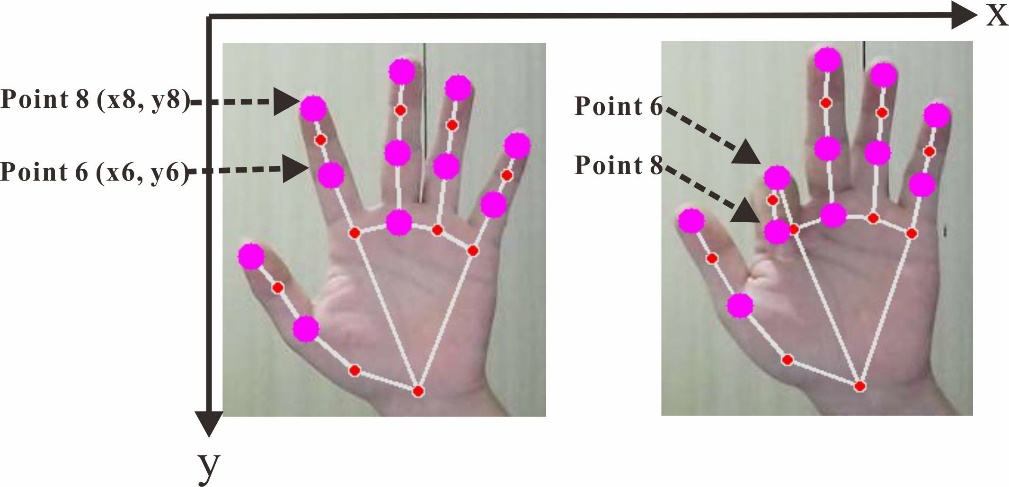 x
Point 8 (x8, y8)
Point 6 (x6, y6)
Point 6
Point 8
y